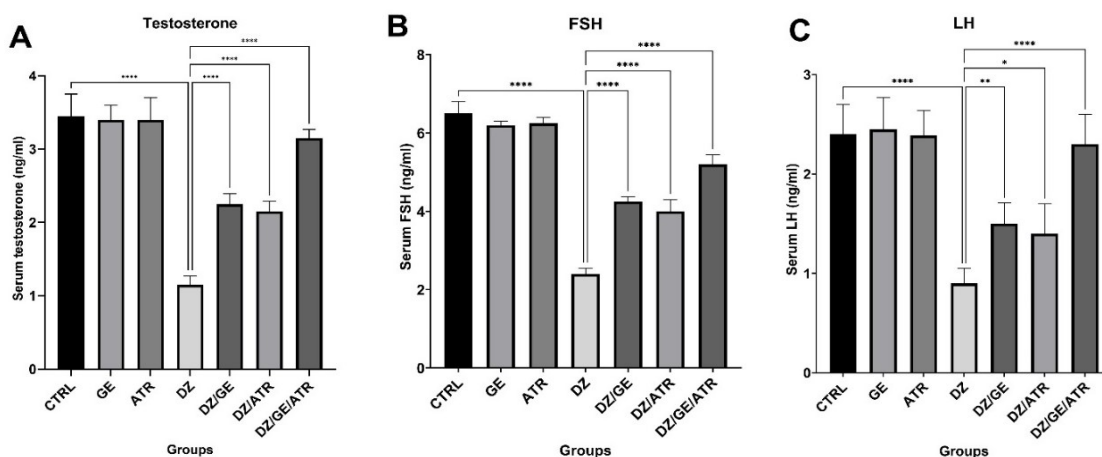 A
Testosterone
****
****
****
****
Serum testosterone (ng/ml)
4
3
2
1
0
CTRL
GE
ATR
DZ
DZ/GE
DZ/ATR
DZ/GE/ATR
Groups
B
FSH
****
****
****
****
Serum FSH (ng/ml)
8
6
4
2
0
CTRL
GE
ATR
DZ
DZ/GE
DZ/ATR
DZ/GE/ATR
Groups
C
LH
****
*
****
**
Serum LH (ng/ml)
3
2
1
0
CTRL
GE
ATR
DZ
DZ/GE
DZ/ATR
DZ/GE/ATR
Groups